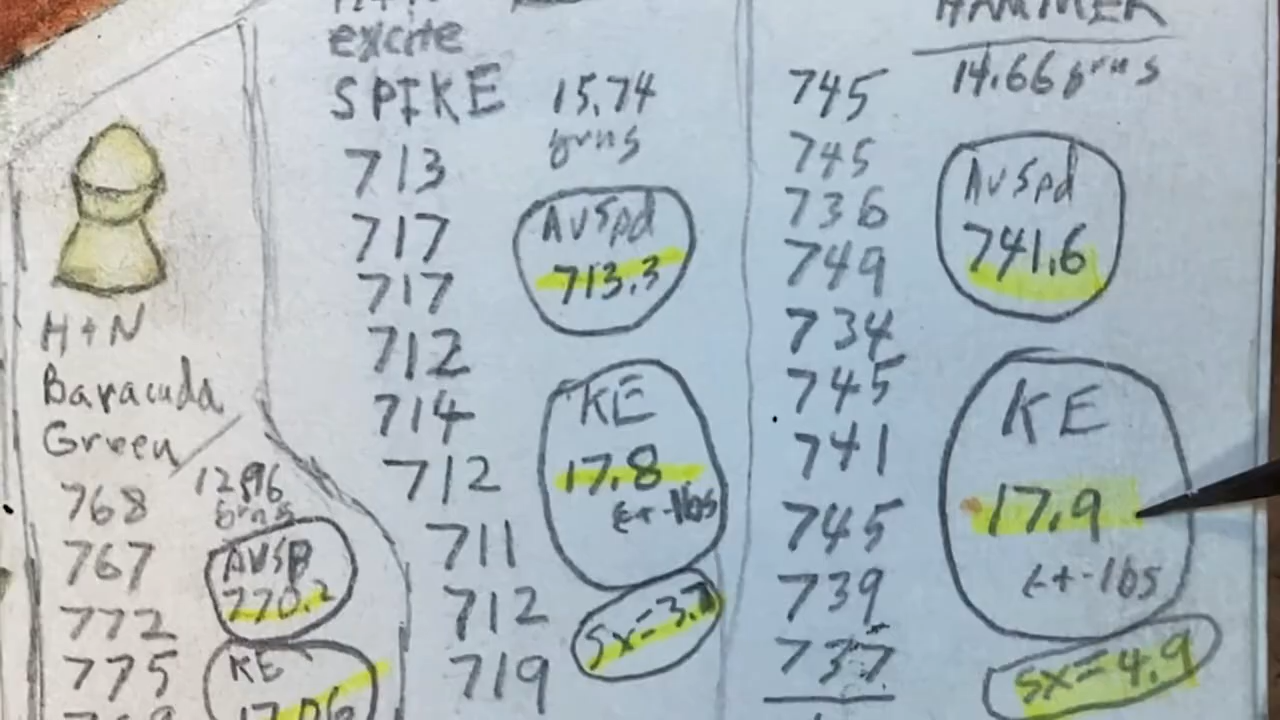 H+N
Baracuda
Green
12.96
grns
768
767
772
775
AVSP
770.2
KE
17.06
excite
SPIKE
15.74
grns
713
717
717
712
714
712
711
712
719
AvSpd
713.3
KE
17.8
ft-lbs
HAMMER
14.66 grns
745
745
736
749
734
745
741
745
739
737
AvSpd
741.6
KE
17.9
ft-lbs
Sx=4.9